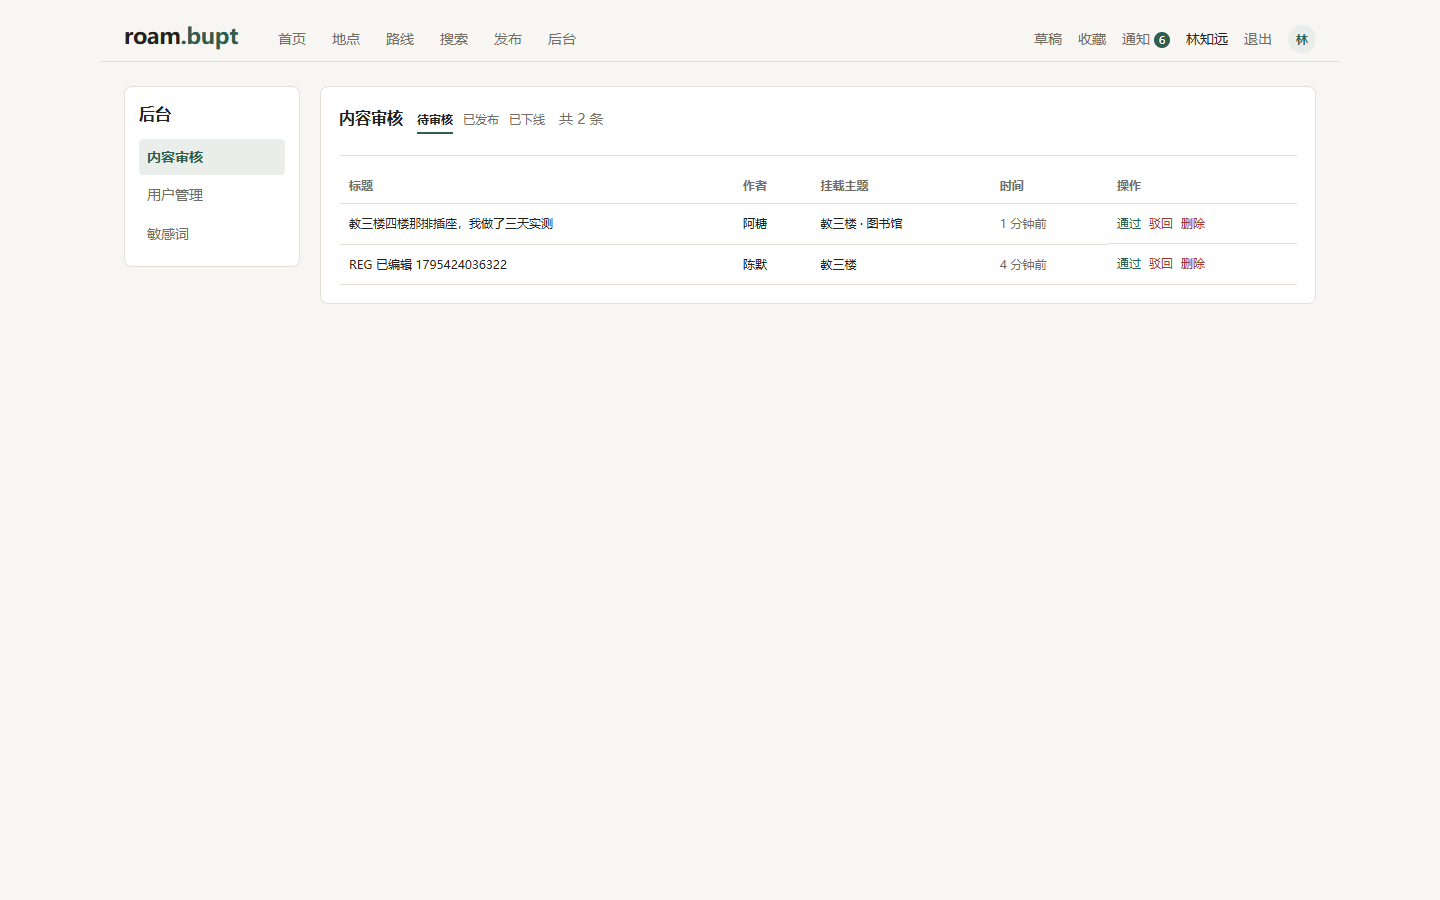 roam.bupt 首页 地点 路线 搜索 发布 后台 草稿 收藏 通知 6 林知远 退出 林
后台
内容审核
用户管理
敏感词
内容审核 待审核 已发布 已下线 共 2 条
标题 作者 挂载主题 时间 操作
教三楼四楼那排插座，我做了三天实测 阿糖 教三楼 · 图书馆 1 分钟前 通过 驳回 删除
REG 已编辑 1795424036322 陈默 教三楼 4 分钟前 通过 驳回 删除